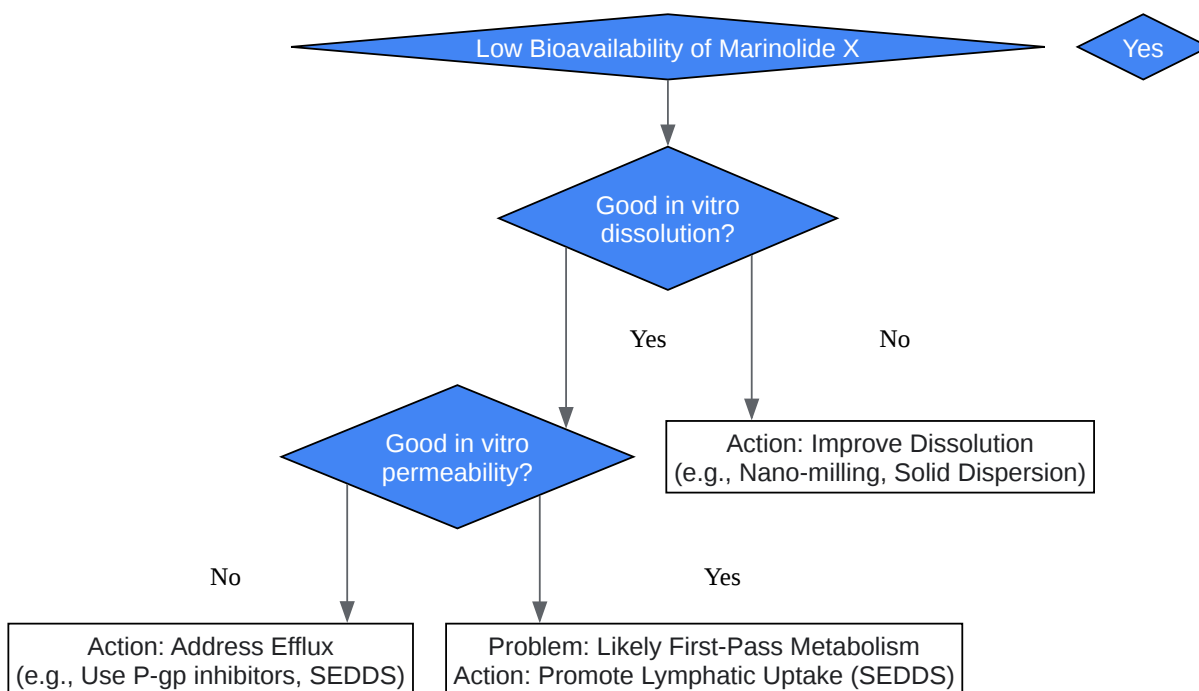 Low Bioavailability of Marinolide X
Yes
Good in vitro
dissolution?
Yes
No
Good in vitro
permeability?
Action: Improve Dissolution
(e.g., Nano-milling, Solid Dispersion)
No
Yes
Action: Address Efflux
(e.g., Use P-gp inhibitors, SEDDS)
Problem: Likely First-Pass Metabolism
Action: Promote Lymphatic Uptake (SEDDS)